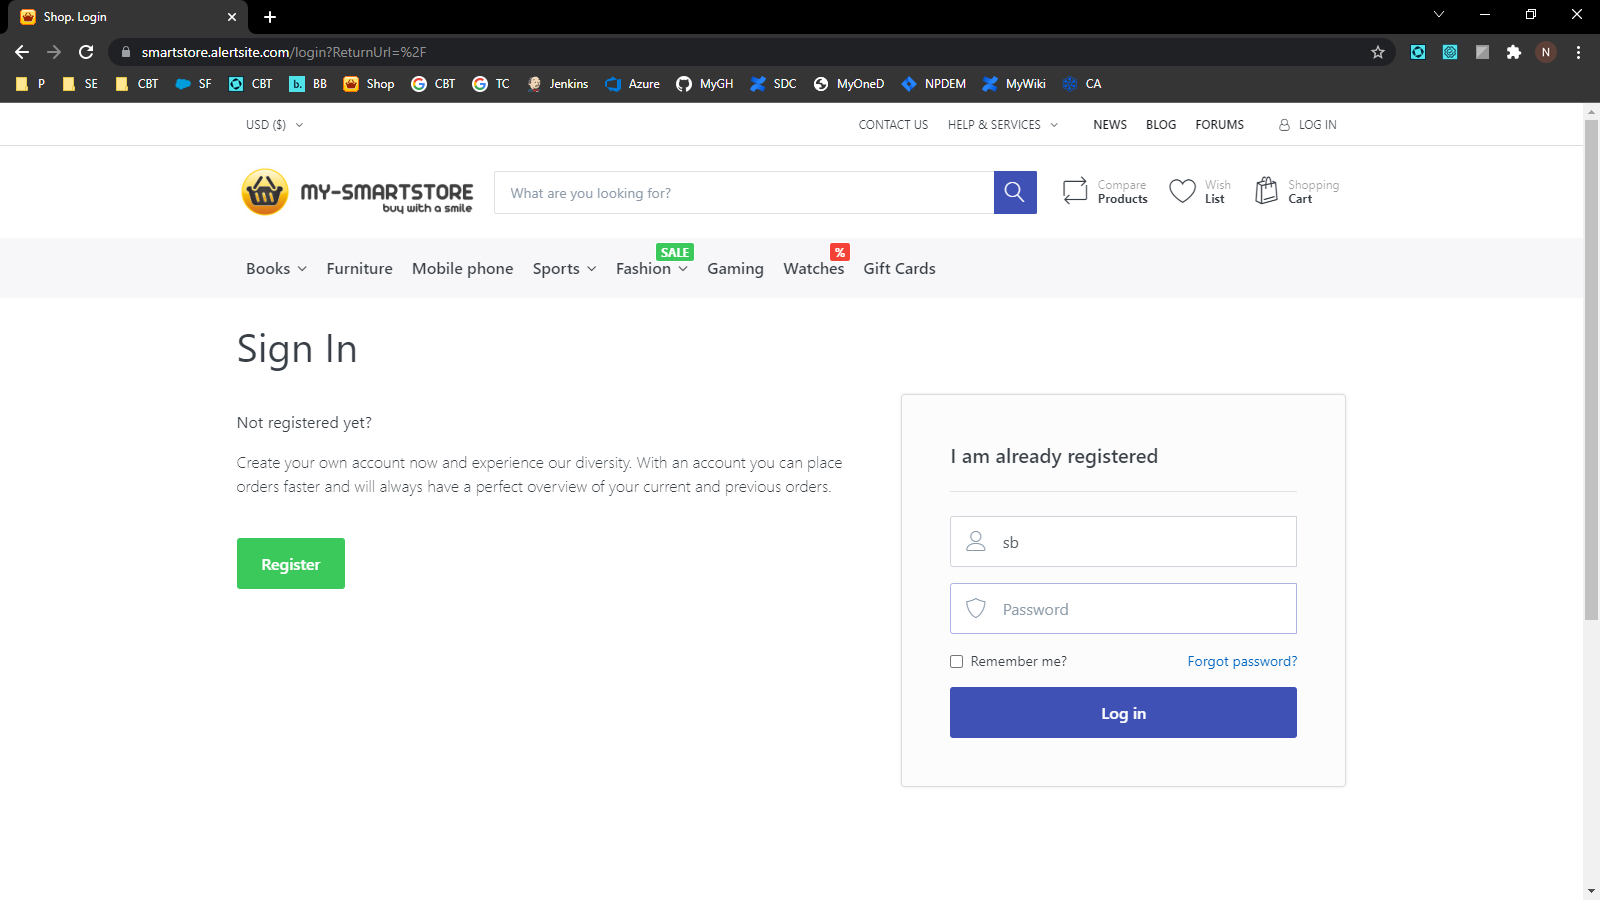 Shop. Login
smartstore.alertsite.com/login?ReturnUrl=%2F
N
P SE CBT SF CBT b. BB Shop CBT TC Jenkins Azure MyGH SDC MyOneD NPDEM MyWiki CA
USD ($) CONTACT US HELP & SERVICES NEWS BLOG FORUMS LOG IN
MY-SMARTSTORE
buy with a smile
What are you looking for?
Compare
Products
Wish
List
Shopping
Cart
SALE %
Books Furniture Mobile phone Sports Fashion Gaming Watches Gift Cards
Sign In
Not registered yet?
Create your own account now and experience our diversity. With an account you can place
orders faster and will always have a perfect overview of your current and previous orders.
Register
I am already registered
sb
Password
Remember me? Forgot password?
Log in